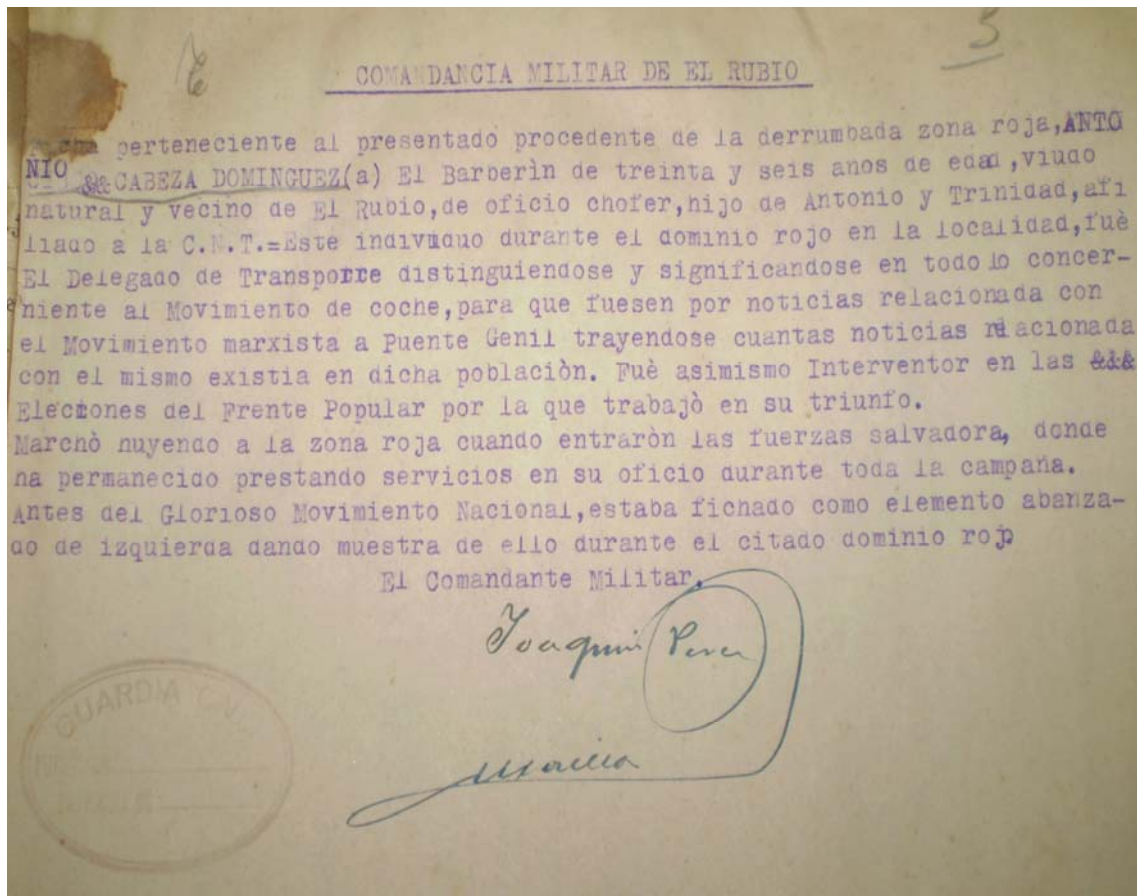 3
COMANDANCIA MILITAR DE EL RUBIO
perteneciente al presentado procedente de la derrumbada zona roja,ANTO
NIO &&CABEZA DOMINGUEZ(a) El Barberìn de treinta y seis anos de edad,viudo
natural y vecino de El Rubio,de oficio chofer,hijo de Antonio y Trinidad,afi
liado a la C.N.T.=Este individuo durante el dominio rojo en la localidad,fuè
El Delegado de Transporre distinguiendose y significandose en todo lo concer-
niente al Movimiento de coche,para que fuesen por noticias relacionada con
el Movimiento marxista a Puente Genil trayendose cuantas noticias relacionada
con el mismo existia en dicha poblaciòn. Fuè asimismo Interventor en las &&&
Elecciones del Frente Popular por la que trabajò en su triunfo.
Marchò huyendo a la zona roja cuando entraròn las fuerzas salvadora, donde
ha permanecido prestando servicios en su oficio durante toda la campaña.
Antes del Glorioso Movimiento Nacional,estaba fichado como elemento abanza-
do de izquierda dando muestra de ello durante el citado dominio rojo
El Comandante Militar.
Joaquin Perez
GUARDIA